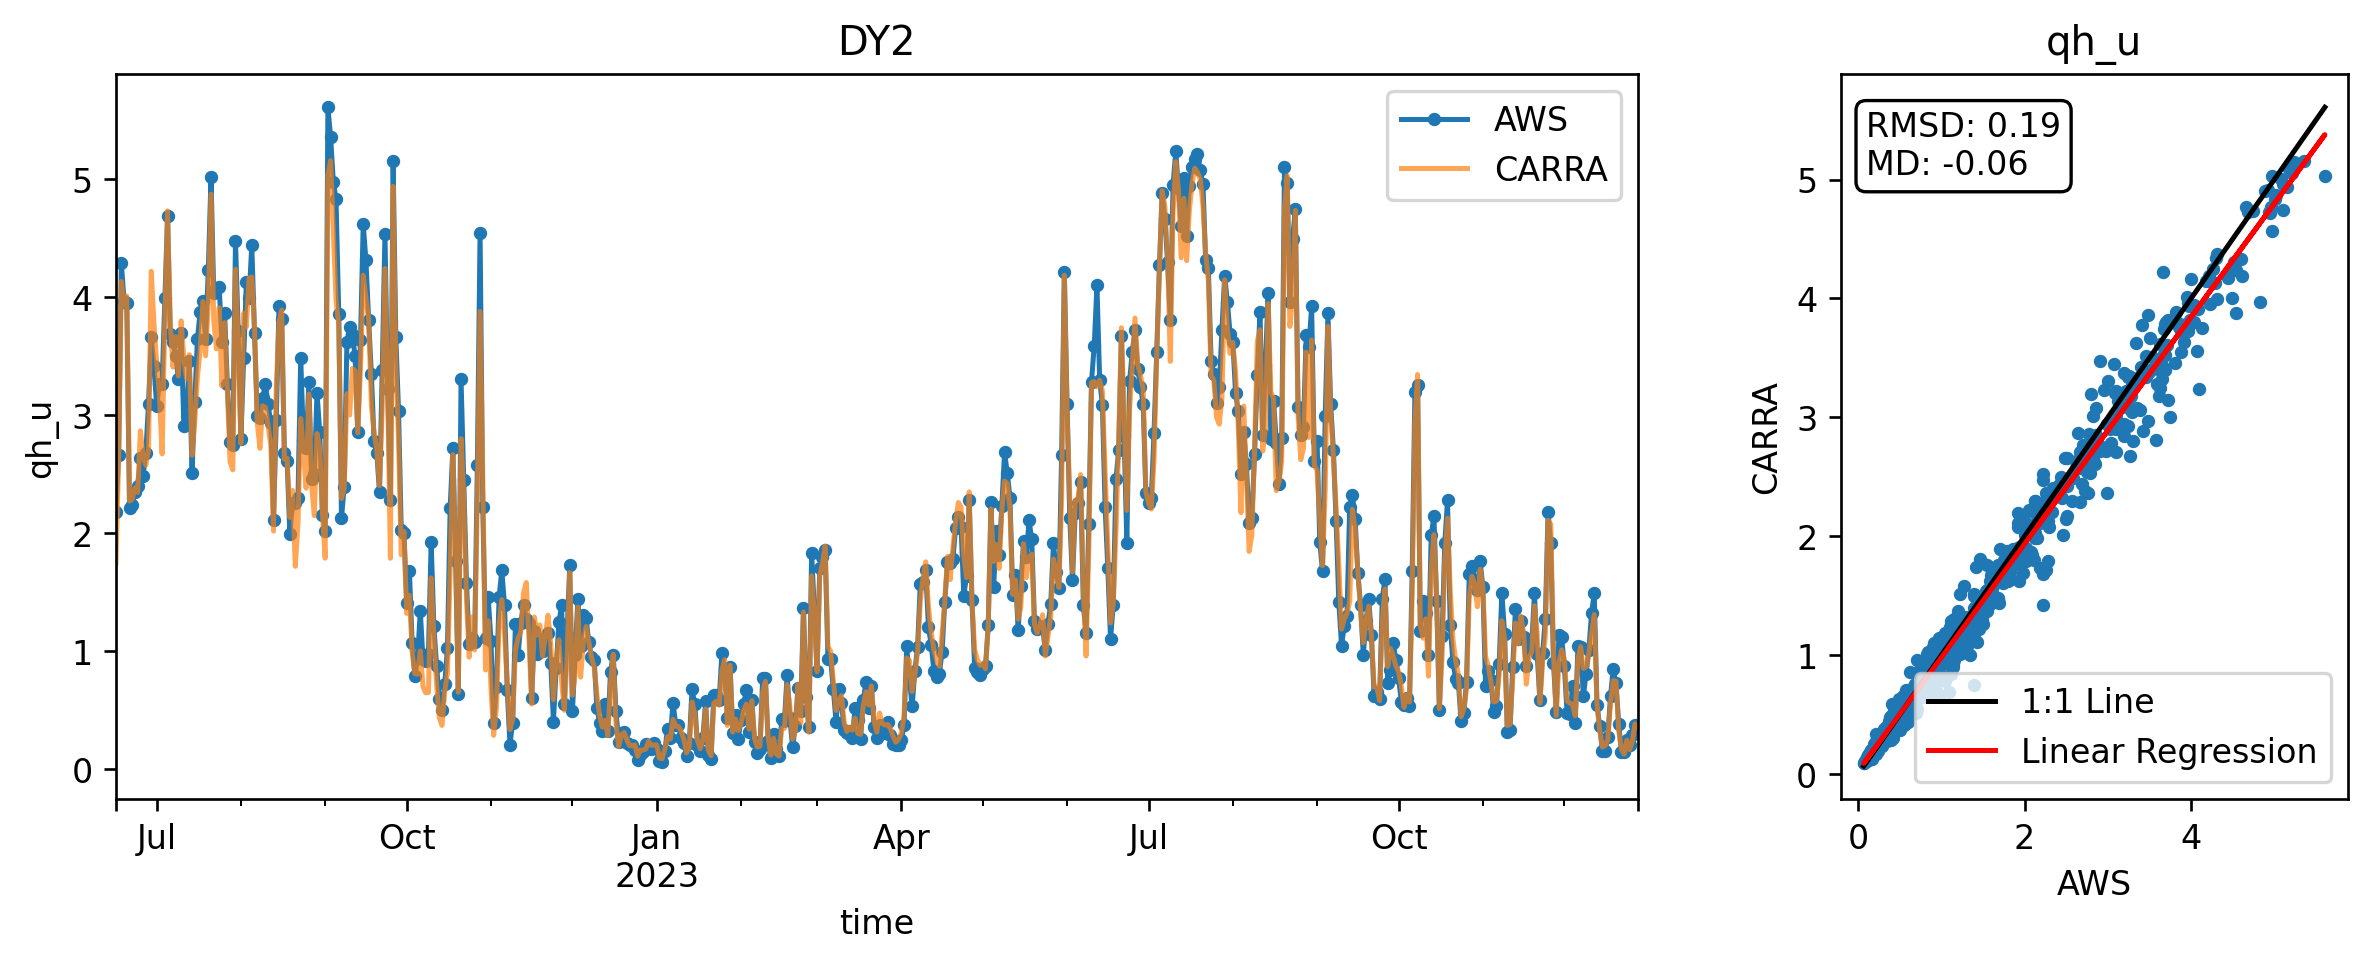 DY2
qh_u
AWS
CARRA
5
4
3
2
1
0
qh_u
Jul
Oct
Jan
2023
Apr
Jul
Oct
time
qh_u
RMSD: 0.19
MD: -0.06
5
4
3
2
1
0
CARRA
1:1 Line
Linear Regression
0
2
4
AWS